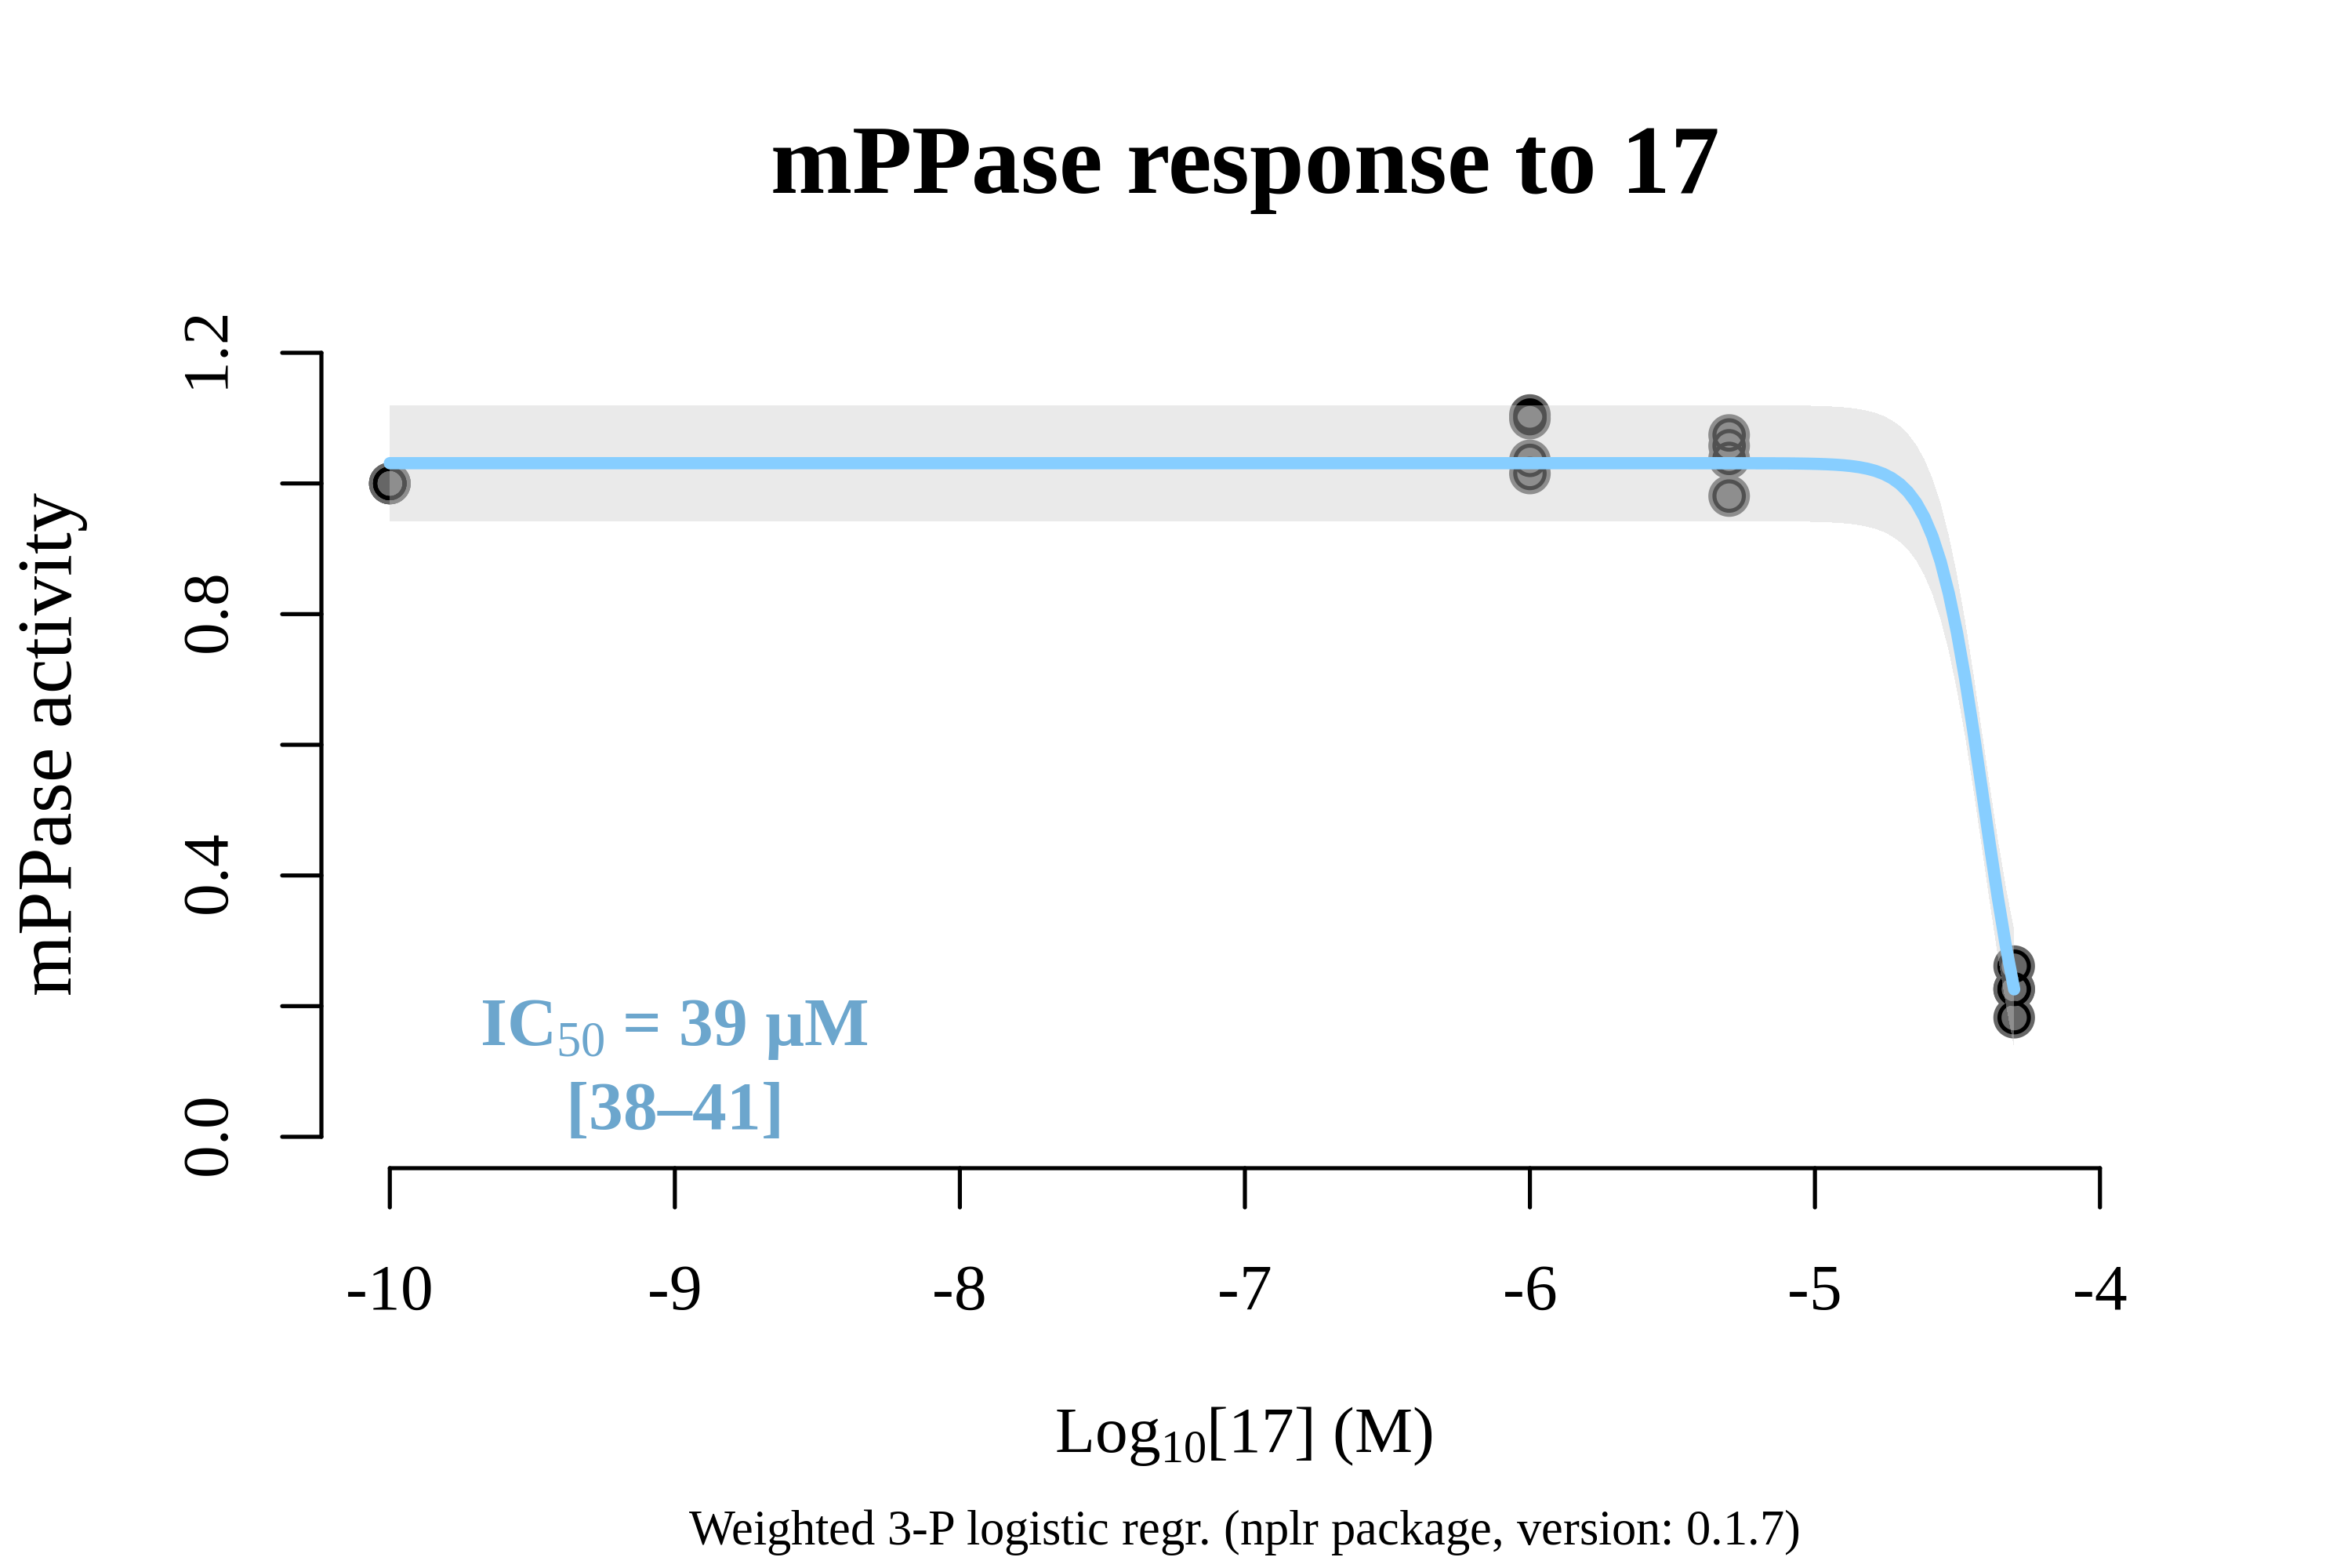 mPPase response to 17
mPPase activity
1.2
0.8
0.4
0.0
IC50 = 39 µM
[38–41]
-10 -9 -8 -7 -6 -5 -4
Log10[17] (M)
Weighted 3-P logistic regr. (nplr package, version: 0.1.7)